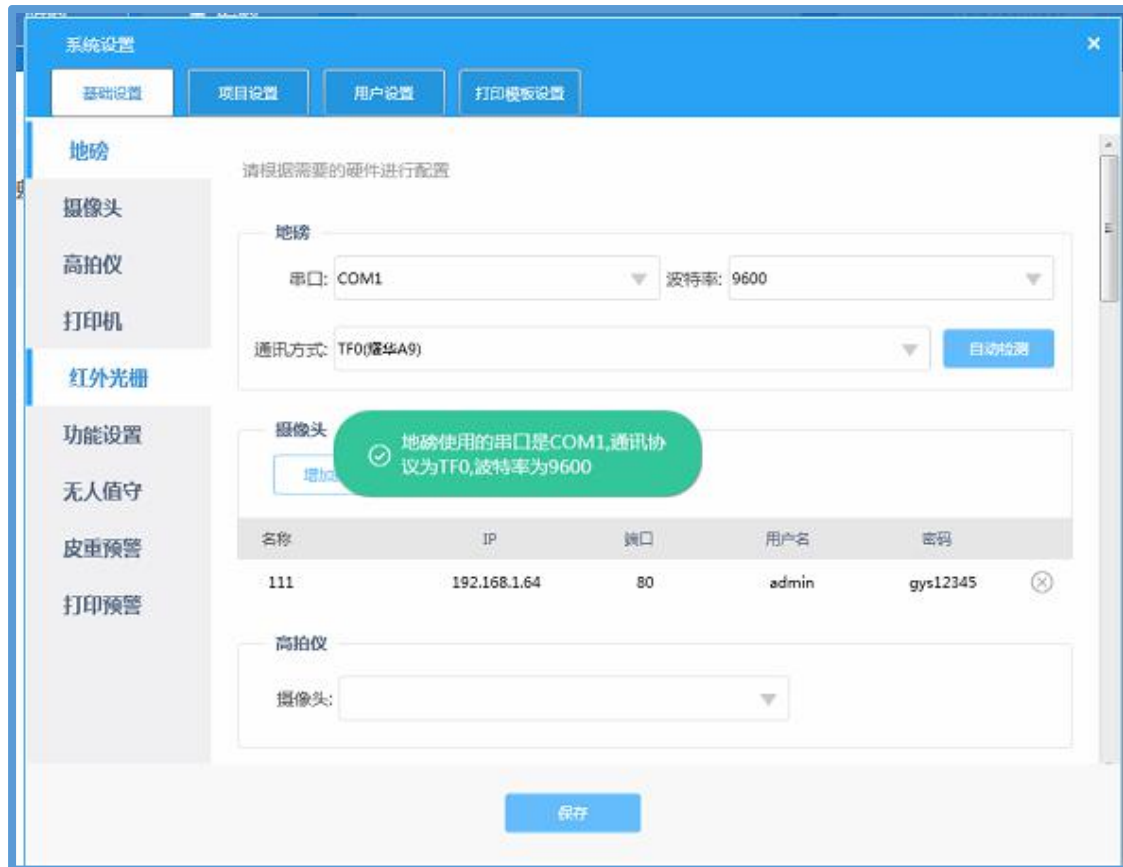 系统设置
基础设置 项目设置 用户设置 打印模板设置
地磅
摄像头
高拍仪
打印机
红外光栅
功能设置
无人值守
皮重预警
打印预警
请根据需要的硬件进行配置
地磅
串口: COM1 波特率: 9600
通讯方式: TF0(耀华A9) 自动检测
摄像头
增加
地磅使用的串口是COM1,通讯协
议为TF0,波特率为9600
名称 IP 端口 用户名 密码
111 192.168.1.64 80 admin gys12345
高拍仪
摄像头:
保存